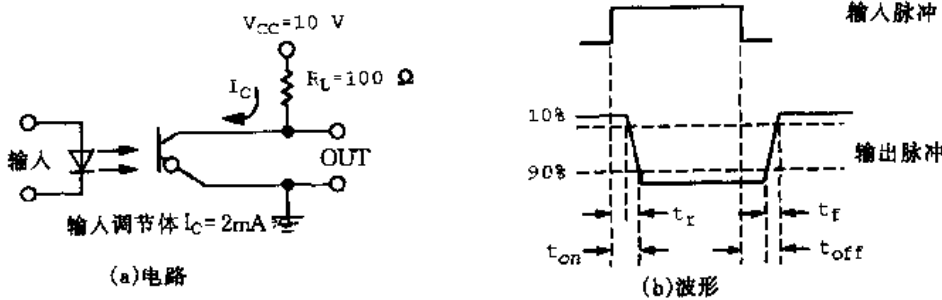 V_CC=10 V
R_L=100 Ω
I_C
输入
OUT
输入调节体 I_C=2mA
(a)电路
输入脉冲
10%
输出脉冲
90%
t_r
t_f
t_on
t_off
(b)波形